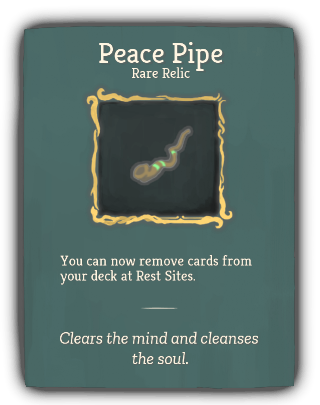 Peace Pipe
Rare Relic
You can now remove cards from
your deck at Rest Sites.
Clears the mind and cleanses
the soul.